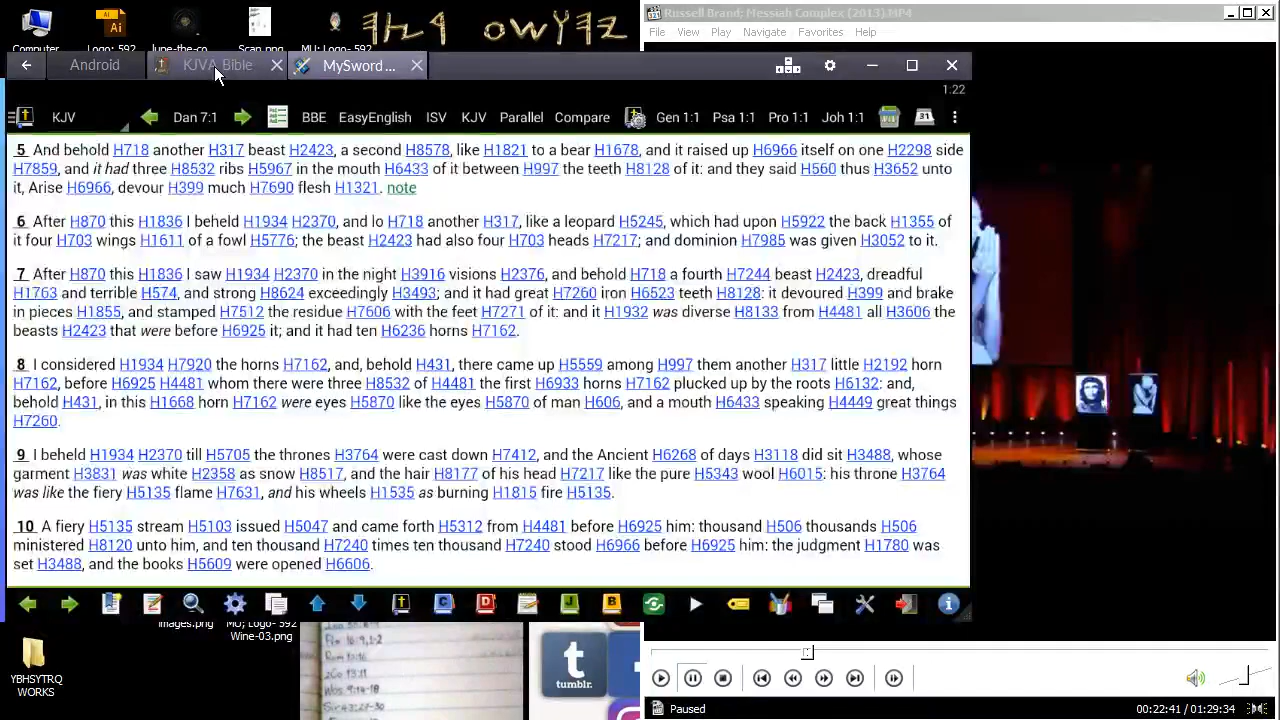 Computer
Logo: 592...
lupe-the-co...
Scan.png
MU; Logo- 592...
Android
KJVA Bible
MySword ...
1:22
KJV
Dan 7:1
BBE
EasyEnglish
ISV
KJV
Parallel
Compare
Gen 1:1
Psa 1:1
Pro 1:1
Joh 1:1
31
5 And behold H718 another H317 beast H2423, a second H8578, like H1821 to a bear H1678, and it raised up H6966 itself on one H2298 side
H7859, and it had three H8532 ribs H5967 in the mouth H6433 of it between H997 the teeth H8128 of it: and they said H560 thus H3652 unto
it, Arise H6966, devour H399 much H7690 flesh H1321. note
6 After H870 this H1836 I beheld H1934 H2370, and lo H718 another H317, like a leopard H5245, which had upon H5922 the back H1355 of
it four H703 wings H1611 of a fowl H5776; the beast H2423 had also four H703 heads H7217; and dominion H7985 was given H3052 to it.
7 After H870 this H1836 I saw H1934 H2370 in the night H3916 visions H2376, and behold H718 a fourth H7244 beast H2423, dreadful
H1763 and terrible H574, and strong H8624 exceedingly H3493; and it had great H7260 iron H6523 teeth H8128: it devoured H399 and brake
in pieces H1855, and stamped H7512 the residue H7606 with the feet H7271 of it: and it H1932 was diverse H8133 from H4481 all H3606 the
beasts H2423 that were before H6925 it; and it had ten H6236 horns H7162.
8 I considered H1934 H7920 the horns H7162, and, behold H431, there came up H5559 among H997 them another H317 little H2192 horn
H7162, before H6925 H4481 whom there were three H8532 of H4481 the first H6933 horns H7162 plucked up by the roots H6132: and,
behold H431, in this H1668 horn H7162 were eyes H5870 like the eyes H5870 of man H606, and a mouth H6433 speaking H4449 great things
H7260.
9 I beheld H1934 H2370 till H5705 the thrones H3764 were cast down H7412, and the Ancient H6268 of days H3118 did sit H3488, whose
garment H3831 was white H2358 as snow H8517, and the hair H8177 of his head H7217 like the pure H5343 wool H6015: his throne H3764
was like the fiery H5135 flame H7631, and his wheels H1535 as burning H1815 fire H5135.
10 A fiery H5135 stream H5103 issued H5047 and came forth H5312 from H4481 before H6925 him: thousand H506 thousands H506
ministered H8120 unto him, and ten thousand H7240 times ten thousand H7240 stood H6966 before H6925 him: the judgment H1780 was
set H3488, and the books H5609 were opened H6606.
images.png
MU; Logo- 592
Wine-03.png
YBHSYTRQ
WORKS
tumblr.
Russell Brand; Messiah Complex (2013).MP4
File View Play Navigate Favorites Help
Paused
00:22:41 / 01:29:34